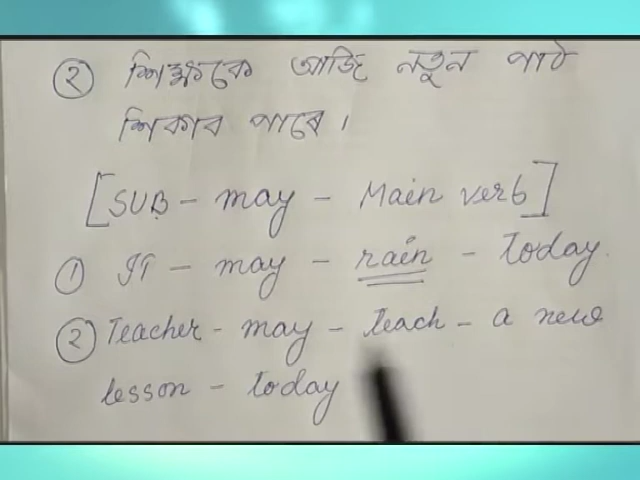 ② শিক্ষকে আজি নতুন পাঠ
শিকাব পাৰে।
[SUB - may - Main verb]
① IT - may - rain - today.
② Teacher - may - teach - a new
lesson - today